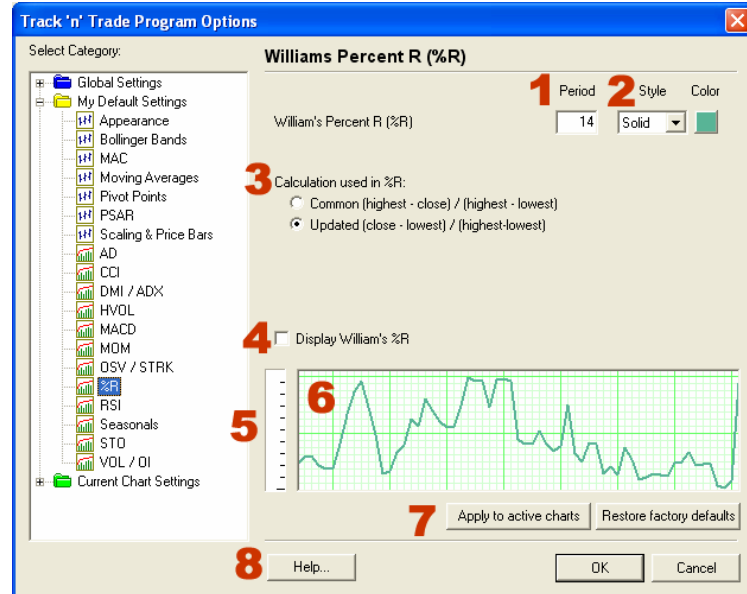 Track 'n' Trade Program Options
Select Category:
Global Settings
My Default Settings
Appearance
Bollinger Bands
MAC
Moving Averages
Pivot Points
PSAR
Scaling & Price Bars
AD
CCI
DMI / ADX
HVOL
MACD
MOM
OSV / STRK
%R
RSI
Seasonals
STO
VOL / OI
Current Chart Settings
Williams Percent R (%R)
1 Period 2 Style Color
William's Percent R (%R) 14 Solid
3 Calculation used in %R:
Common (highest - close) / (highest - lowest)
Updated (close - lowest) / (highest-lowest)
4 Display William's %R
5 6
7 Apply to active charts Restore factory defaults
8 Help... OK Cancel